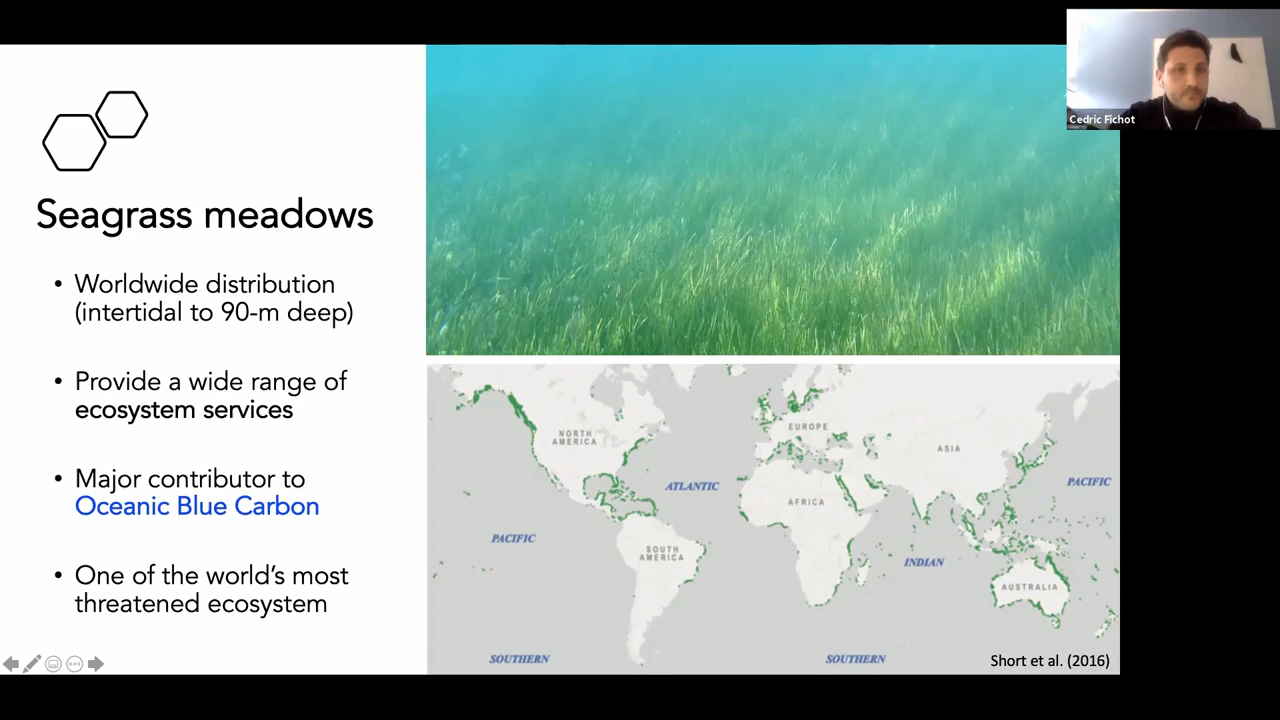 Cedric Fichot
Seagrass meadows
• Worldwide distribution
(intertidal to 90-m deep)
• Provide a wide range of
ecosystem services
• Major contributor to
Oceanic Blue Carbon
• One of the world’s most
threatened ecosystem
NORTH
AMERICA
EUROPE
ASIA
ATLANTIC
PACIFIC
AFRICA
PACIFIC
SOUTH
AMERICA
INDIAN
AUSTRALIA
SOUTHERN
SOUTHERN
Short et al. (2016)